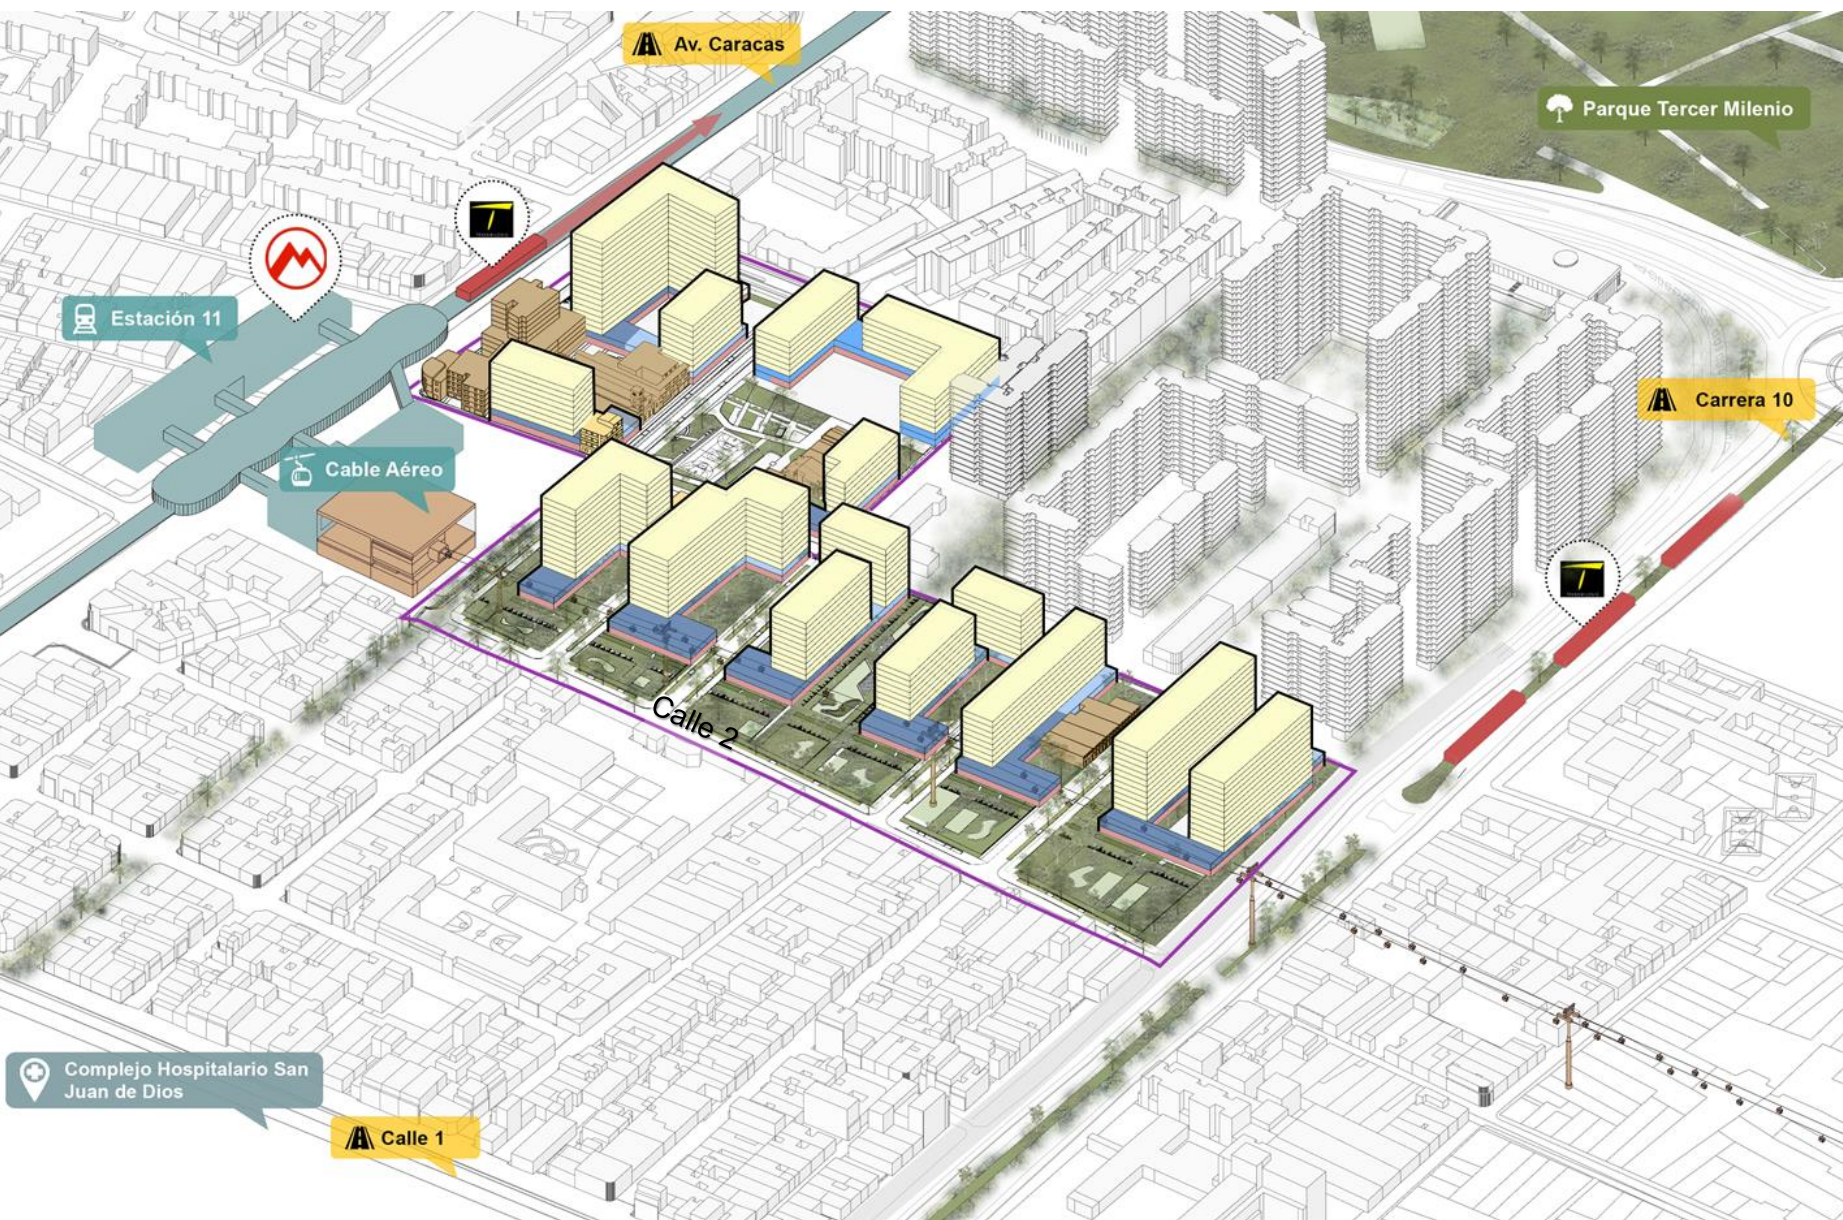 Av. Caracas
Parque Tercer Milenio
Estación 11
Carrera 10
Cable Aéreo
Calle 2
Complejo Hospitalario San
Juan de Dios
Calle 1